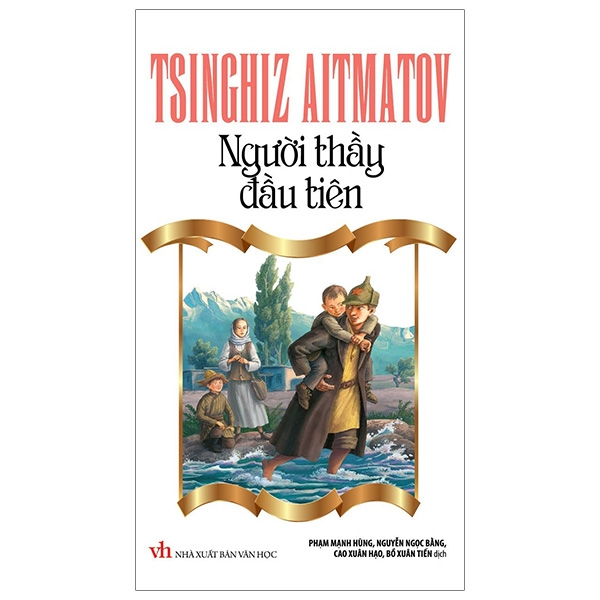 TSINGHIZ AITMATOV
Người thầy
đầu tiên
PHẠM MẠNH HÙNG, NGUYỄN NGỌC BẰNG,
CAO XUÂN HẠO, BỒ XUÂN TIẾN dịch
vh NHÀ XUẤT BẢN VĂN HỌC